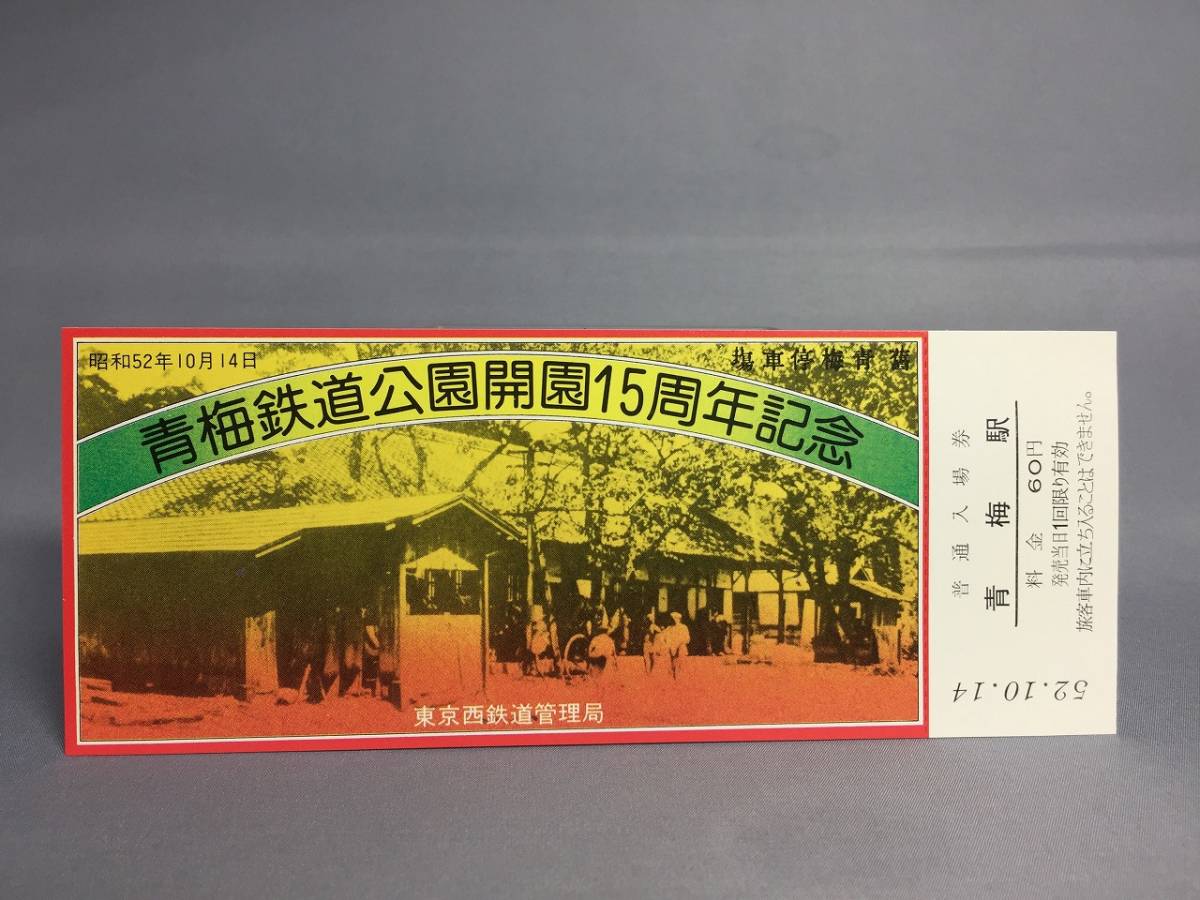 昭和52年10月14日
塲車停梅青舊
青梅鉄道公園開園15周年記念
東京西鉄道管理局
普通入場券
青梅駅
料金 60円
発売当日1回限り有効
旅客車内に立ち入ることはできません。
52.10.14